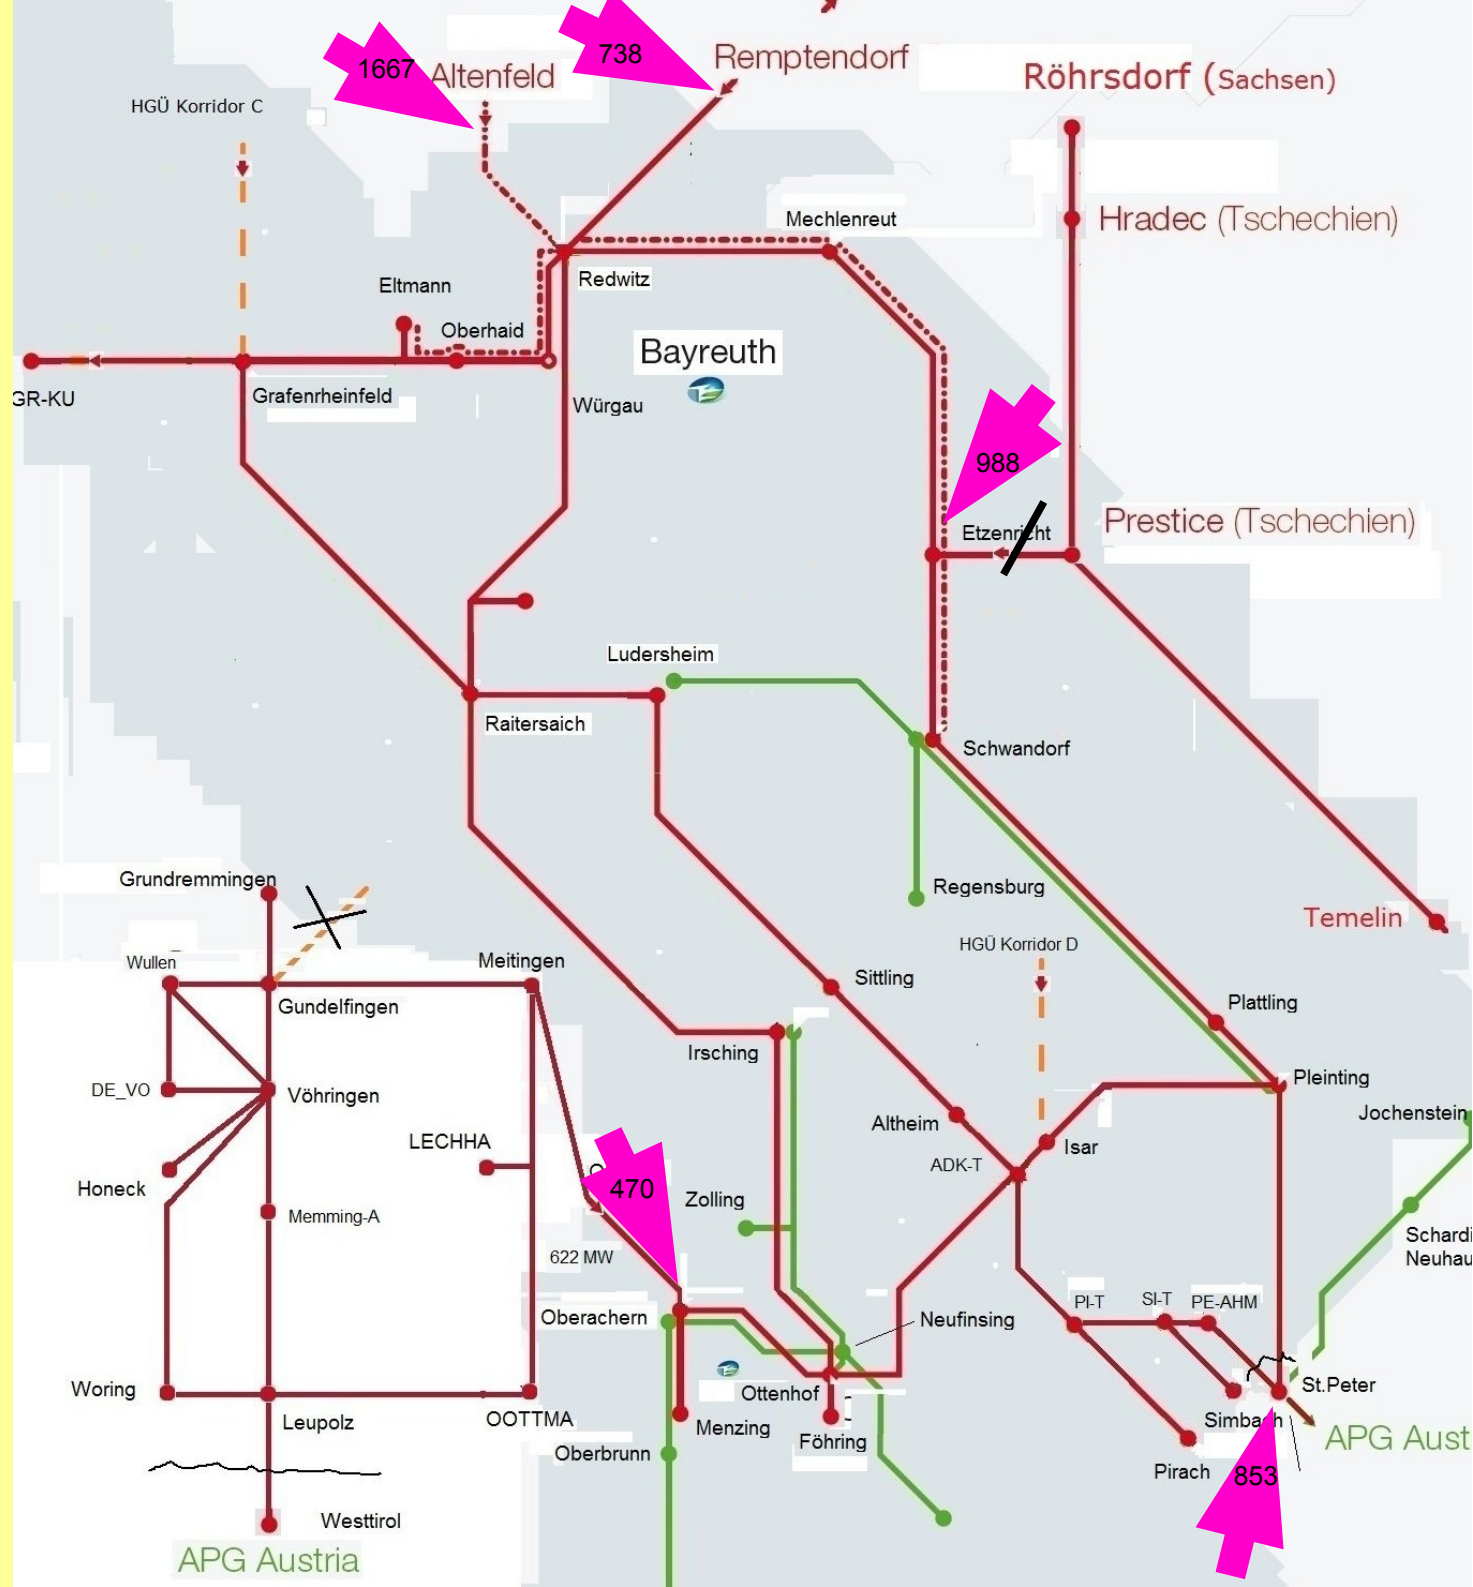 738
1667
Altenfeld
Remptendorf
Röhrsdorf (Sachsen)
HGÜ Korridor C
Mechlenreut
Hradec (Tschechien)
Redwitz
Eltmann
Oberhaid
Bayreuth
GR-KU
Grafenrheinfeld
Würgau
988
Etzenricht
Prestice (Tschechien)
Ludersheim
Raitersaich
Schwandorf
Grundremmingen
Regensburg
Temelin
HGÜ Korridor D
Wullen
Meitingen
Sittling
Gundelfingen
Plattling
Irsching
Pleinting
DE_VO
Vöhringen
Jochenstein
Altheim
LECHHA
Isar
ADK-T
Honeck
470
Zolling
Memming-A
Schardi
Neuhau
622 MW
PI-T
SI-T
PE-AHM
Oberachern
Neufinsing
Woring
Ottenhof
St.Peter
Leupolz
OOTTMA
Menzing
Simbach
Föhring
APG Aust
Oberbrunn
Pirach
853
Westtirol
APG Austria